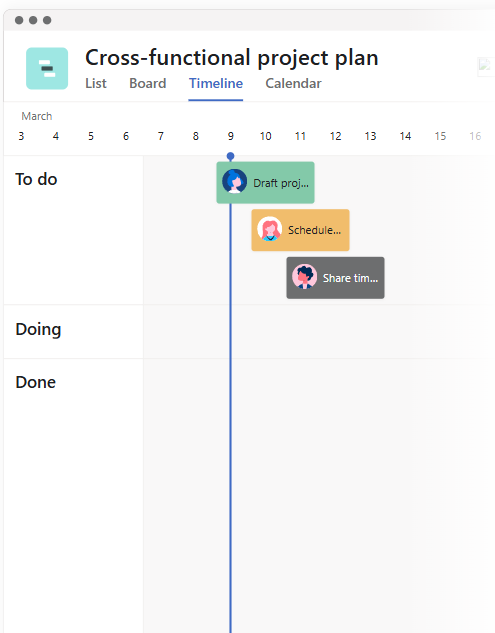 Cross-functional project plan
List Board Timeline Calendar
March
3 4 5 6 7 8 9 10 11 12 13 14 15 16
To do
Draft proj...
Schedule...
Share tim...
Doing
Done